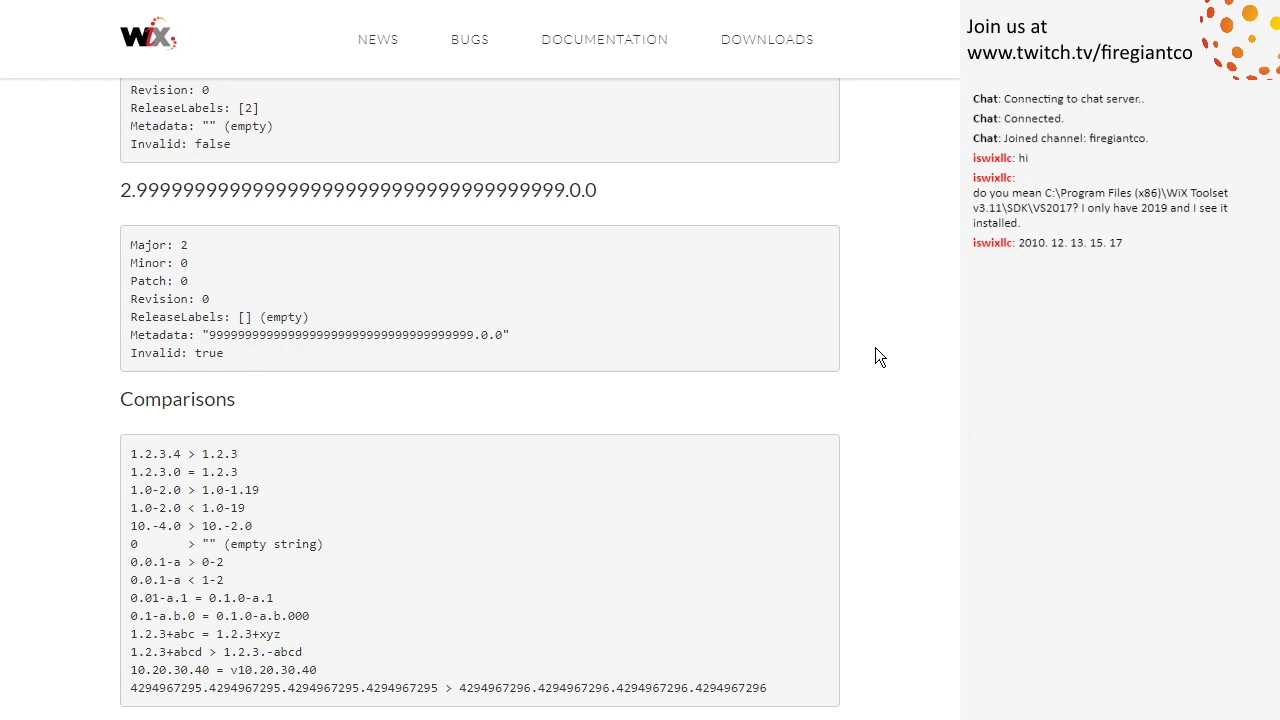 WiX
NEWS
BUGS
DOCUMENTATION
DOWNLOADS
Revision: 0
ReleaseLabels: [2]
Metadata: "" (empty)
Invalid: false
2.99999999999999999999999999999999999999.0.0
Major: 2
Minor: 0
Patch: 0
Revision: 0
ReleaseLabels: [] (empty)
Metadata: "99999999999999999999999999999999999999.0.0"
Invalid: true
Comparisons
1.2.3.4 > 1.2.3
1.2.3.0 = 1.2.3
1.0-2.0 > 1.0-1.19
1.0-2.0 < 1.0-19
10.-4.0 > 10.-2.0
0 > "" (empty string)
0.0.1-a > 0-2
0.0.1-a < 1-2
0.01-a.1 = 0.1.0-a.1
0.1-a.b.0 = 0.1.0-a.b.000
1.2.3+abc = 1.2.3+xyz
1.2.3+abcd > 1.2.3.-abcd
10.20.30.40 = v10.20.30.40
4294967295.4294967295.4294967295.4294967295 > 4294967296.4294967296.4294967296.4294967296
Join us at
www.twitch.tv/firegiantco
Chat: Connecting to chat server..
Chat: Connected.
Chat: Joined channel: firegiantco.
iswixllc: hi
iswixllc:
do you mean C:\Program Files (x86)\WiX Toolset
v3.11\SDK\VS2017? I only have 2019 and I see it
installed.
iswixllc: 2010. 12. 13. 15. 17